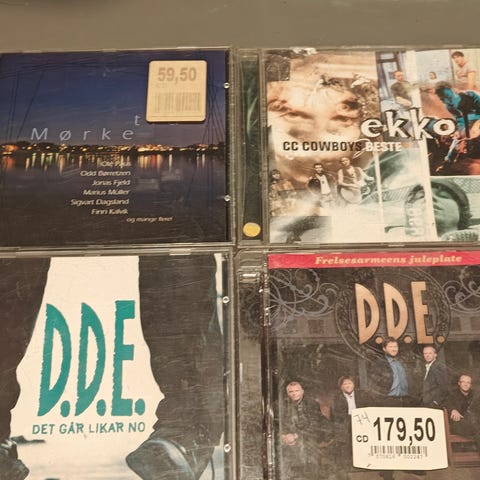 59,50
t
Mørke
Ole Paus
Odd Børretzen
Jonas Fjeld
Marius Müller
Sigvart Dagsland
Finn Kalvik
og mange flere!
ekko
CC COWBOYS BESTE
D.D.E.
DET GÅR LIKAR NO
Frelsesarmeens juleplate
D.D.E.
74
CD 179,50